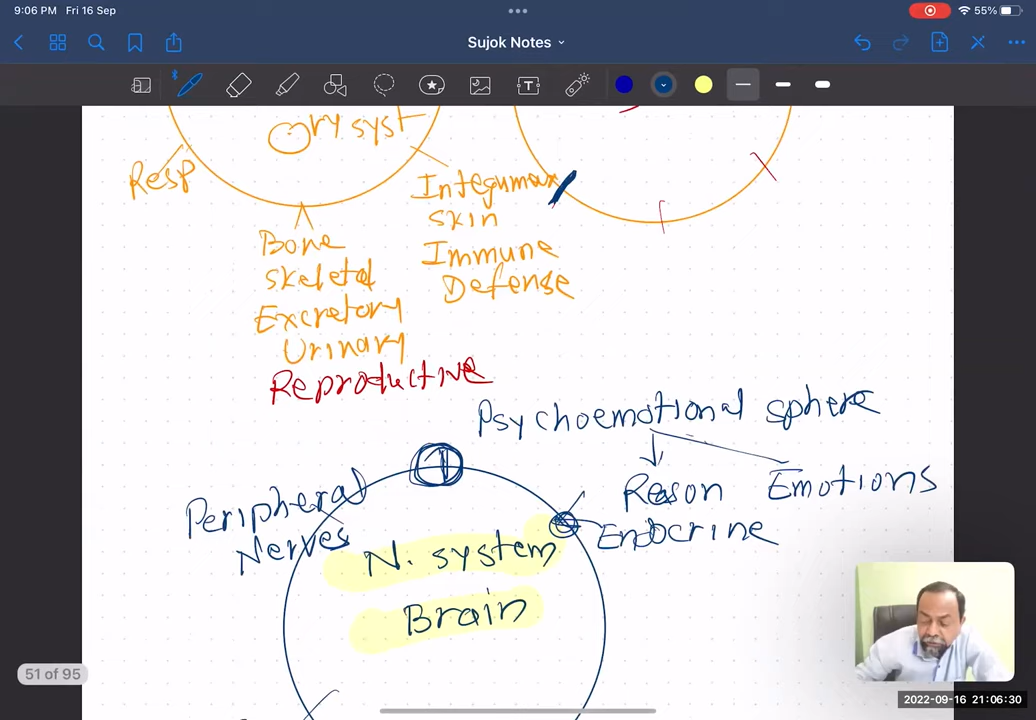 9:06 PM Fri 16 Sep
55%
Sujok Notes
T
ory syst
Resp
Integumax
skin
Immune
Defense
Bone
Skeletal
Excretory
Urinary
Reproductive
Psychoemotional sphere
Reason Emotions
Endocrine
1
Peripheral
Nerves
N. system
Brain
51 of 95
2022-09-16 21:06:30